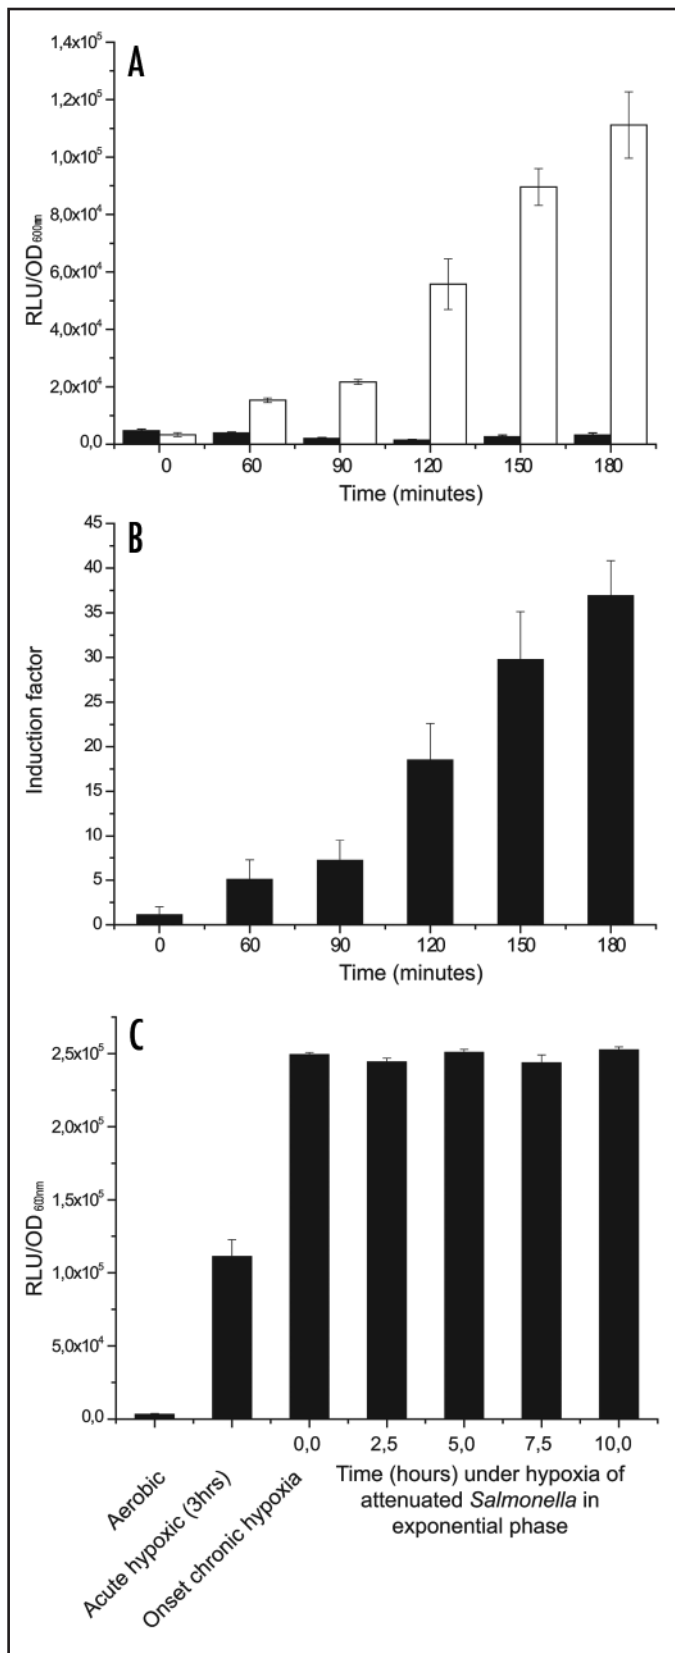 A
1,4x10⁵
1,2x10⁵
1,0x10⁵
8,0x10⁴
6,0x10⁴
4,0x10⁴
2,0x10⁴
0,0
RLU/OD 600nm
0 60 90 120 150 180
Time (minutes)
B
45
40
35
30
25
20
15
10
5
0
Induction factor
0 60 90 120 150 180
Time (minutes)
C
2,5x10⁵
2,0x10⁵
1,5x10⁵
1,0x10⁵
5,0x10⁴
0,0
RLU/OD 600nm
0,0 2,5 5,0 7,5 10,0
Aerobic
Acute hypoxic (3hrs)
Onset chronic hypoxia
Time (hours) under hypoxia of
attenuated Salmonella in
exponential phase